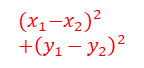 (x₁−x₂)²
+(y₁ − y₂)²